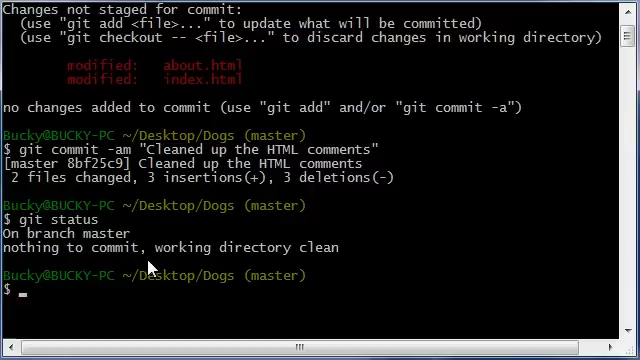 Changes not staged for commit:
(use "git add <file>..." to update what will be committed)
(use "git checkout -- <file>..." to discard changes in working directory)
modified: about.html
modified: index.html
no changes added to commit (use "git add" and/or "git commit -a")
Bucky@BUCKY-PC ~/Desktop/Dogs (master)
$ git commit -am "Cleaned up the HTML comments"
[master 8bf25c9] Cleaned up the HTML comments
2 files changed, 3 insertions(+), 3 deletions(-)
Bucky@BUCKY-PC ~/Desktop/Dogs (master)
$ git status
On branch master
nothing to commit, working directory clean
Bucky@BUCKY-PC ~/Desktop/Dogs (master)
$ _